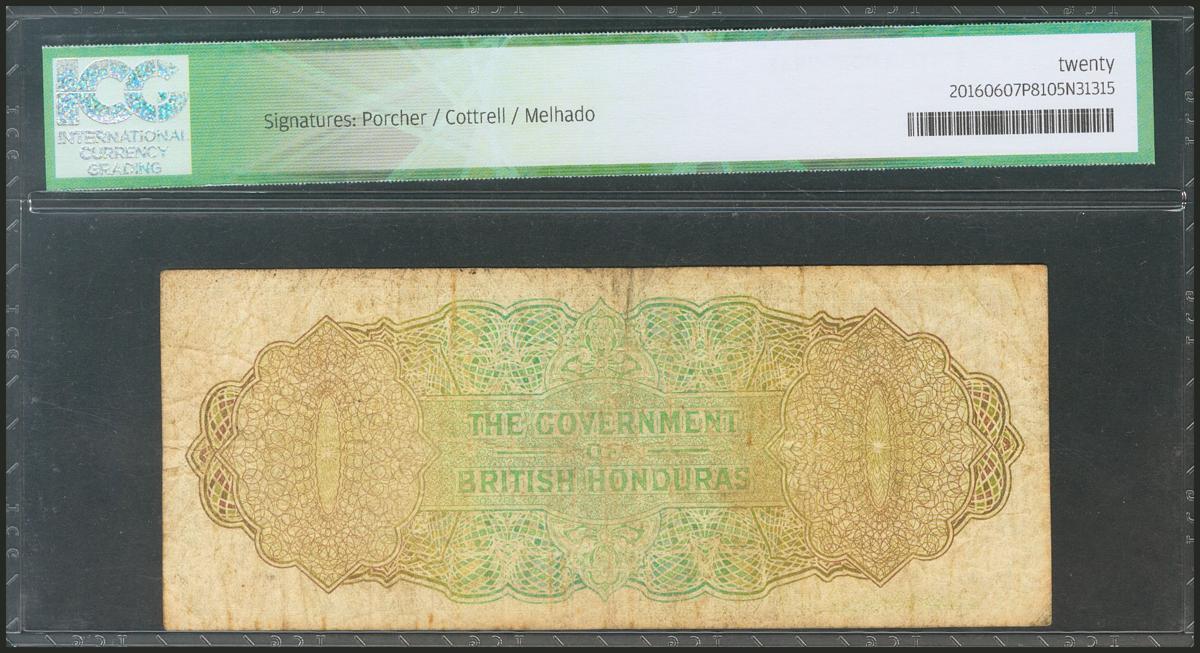 ICG
INTERNATIONAL
CURRENCY
GRADING
Signatures: Porcher / Cottrell / Melhado
twenty
20160607P8105N31315
THE GOVERNMENT
OF
BRITISH HONDURAS